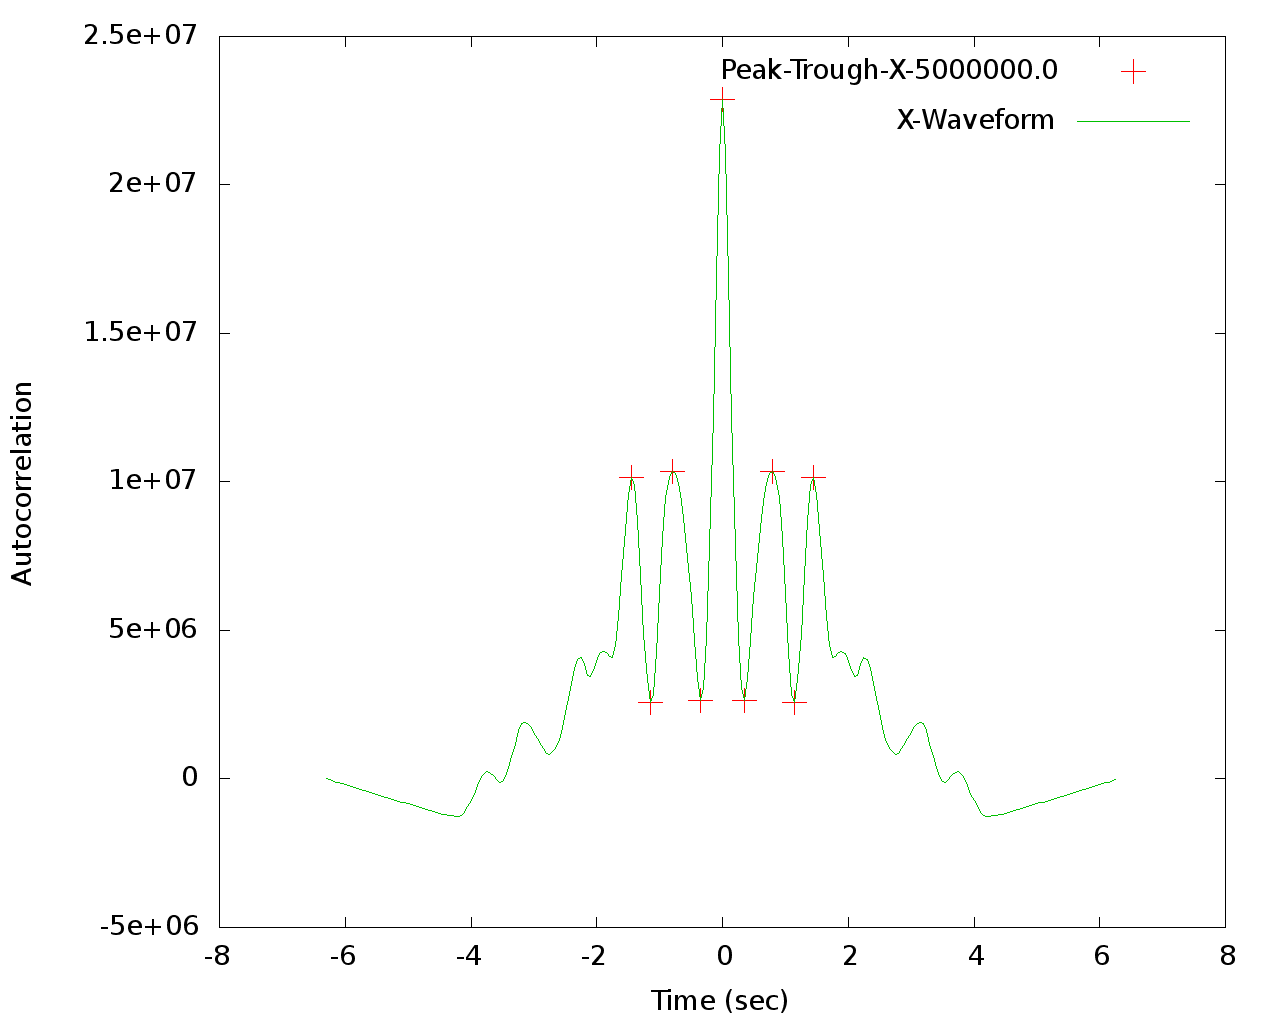 2.5e+07
2e+07
1.5e+07
1e+07
5e+06
0
-5e+06
Autocorrelation
Peak-Trough-X-5000000.0
X-Waveform
-8 -6 -4 -2 0 2 4 6 8
Time (sec)